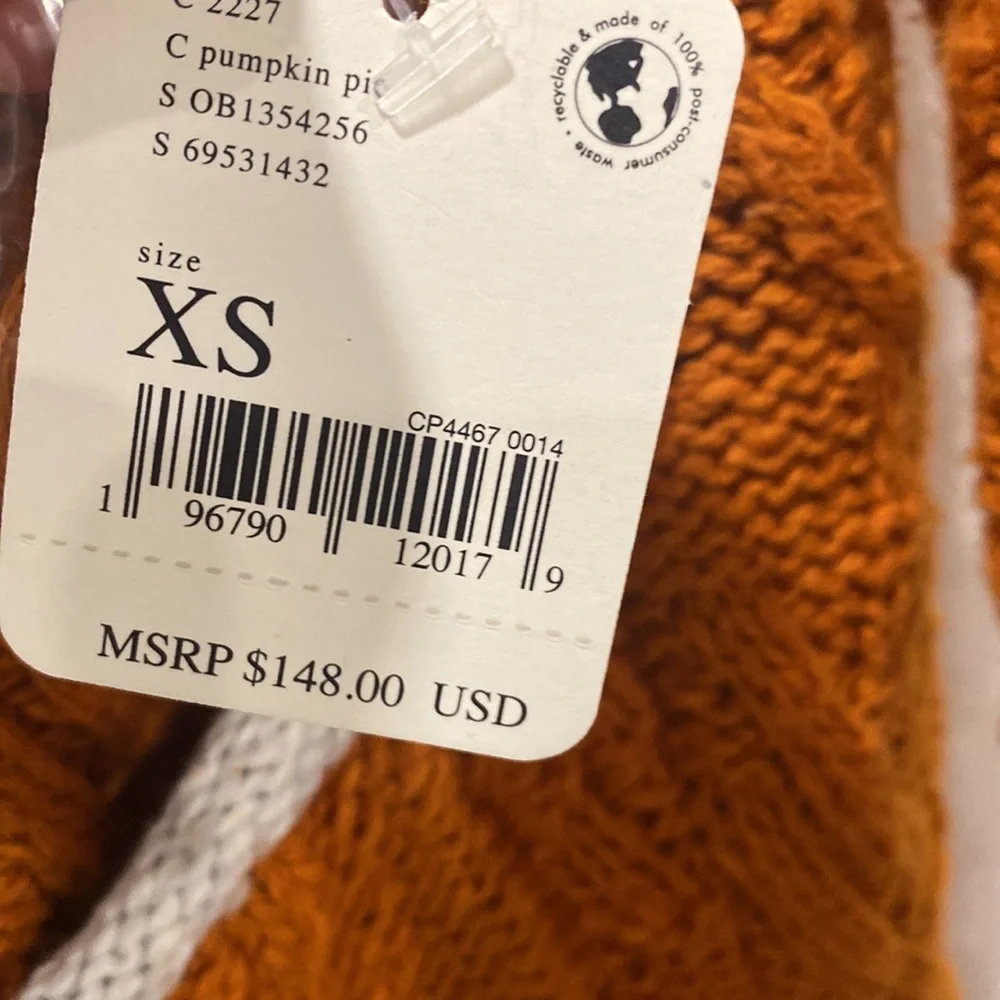 C 2227
C pumpkin pie
S OB1354256
S 69531432
recyclable & made of 100% post-consumer waste •
size
XS
CP4467 0014
1 96790 12017 9
MSRP $148.00 USD